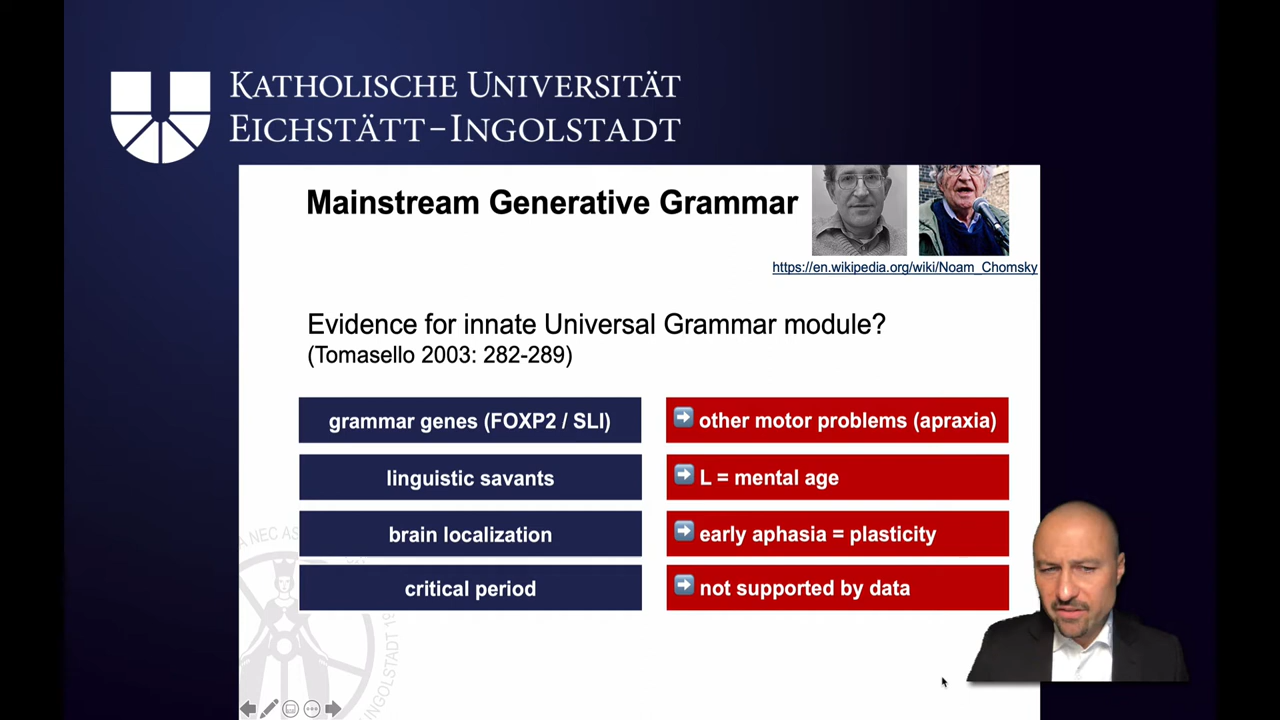 KATHOLISCHE UNIVERSITÄT
EICHSTÄTT-INGOLSTADT
Mainstream Generative Grammar
https://en.wikipedia.org/wiki/Noam_Chomsky
Evidence for innate Universal Grammar module?
(Tomasello 2003: 282-289)
grammar genes (FOXP2 / SLI)
➡ other motor problems (apraxia)
linguistic savants
➡ L = mental age
brain localization
➡ early aphasia = plasticity
critical period
➡ not supported by data